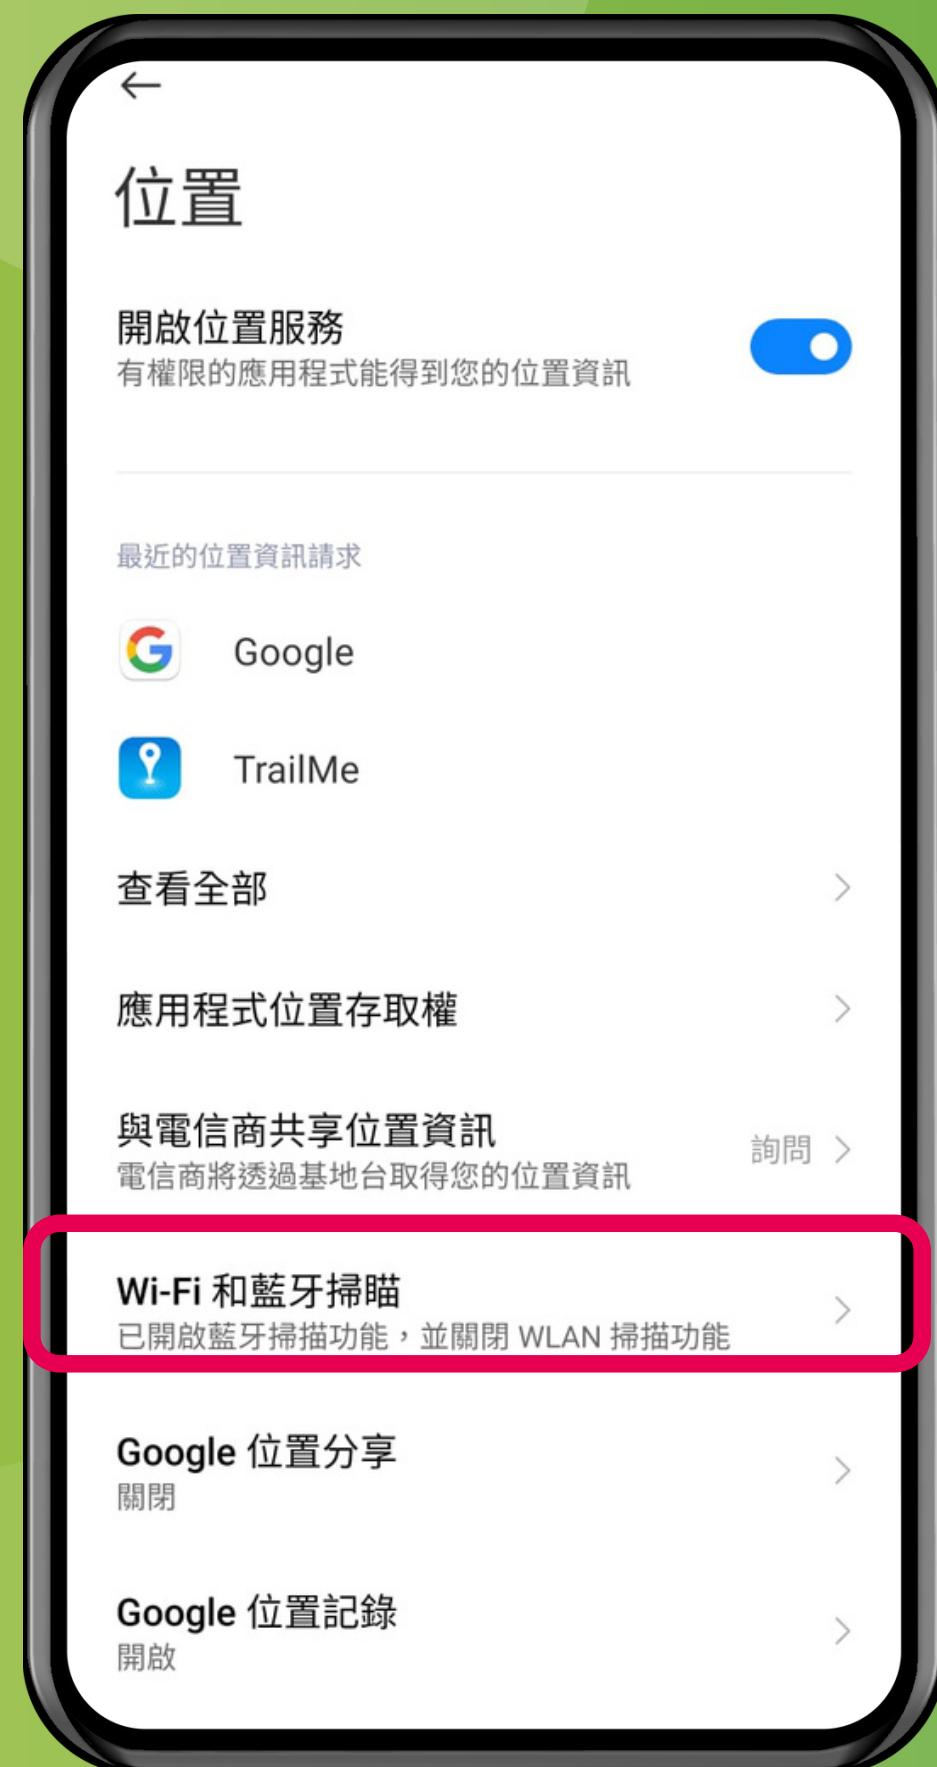 位置
開啟位置服務
有權限的應用程式能得到您的位置資訊
最近的位置資訊請求
Google
TrailMe
查看全部
應用程式位置存取權
與電信商共享位置資訊
電信商將透過基地台取得您的位置資訊
詢問
Wi-Fi 和藍牙掃瞄
已開啟藍牙掃描功能，並關閉 WLAN 掃描功能
Google 位置分享
關閉
Google 位置記錄
開啟